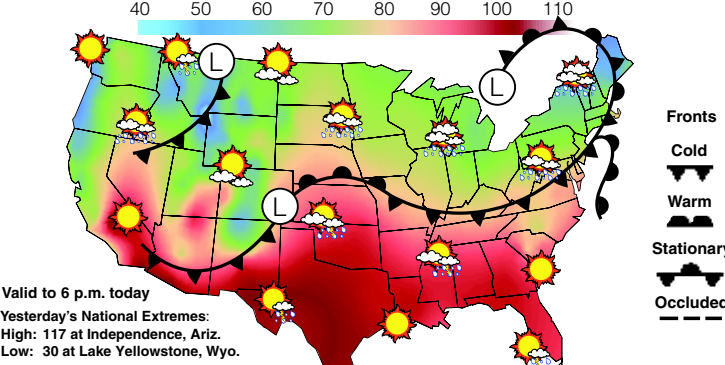 40 50 60 70 80 90 100 110
L
L
L
Fronts
Cold
Warm
Stationary
Occluded
Valid to 6 p.m. today
Yesterday's National Extremes:
High: 117 at Independence, Ariz.
Low: 30 at Lake Yellowstone, Wyo.